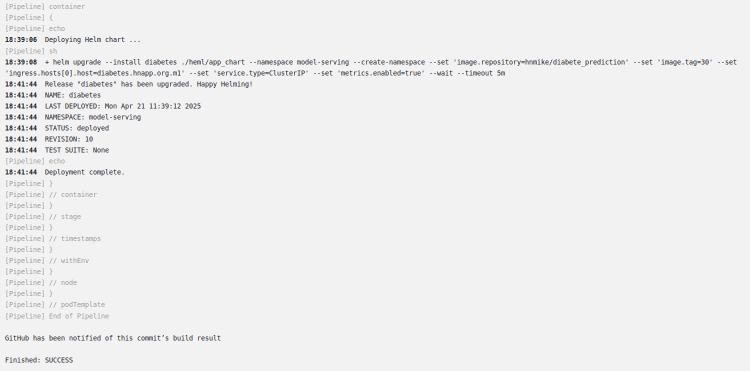 [Pipeline] container
[Pipeline] {
[Pipeline] echo
18:39:06 Deploying Helm chart ...
[Pipeline] sh
18:39:08 + helm upgrade --install diabetes ./heml/app_chart --namespace model-serving --create-namespace --set 'image.repository=hnmike/diabete_prediction' --set 'image.tag=30' --set
'ingress.hosts[0].host=diabetes.hnapp.org.m1' --set 'service.type=ClusterIP' --set 'metrics.enabled=true' --wait --timeout 5m
18:41:44 Release "diabetes" has been upgraded. Happy Helming!
18:41:44 NAME: diabetes
18:41:44 LAST DEPLOYED: Mon Apr 21 11:39:12 2025
18:41:44 NAMESPACE: model-serving
18:41:44 STATUS: deployed
18:41:44 REVISION: 10
18:41:44 TEST SUITE: None
[Pipeline] echo
18:41:44 Deployment complete.
[Pipeline] }
[Pipeline] // container
[Pipeline] }
[Pipeline] // stage
[Pipeline] }
[Pipeline] // timestamps
[Pipeline] }
[Pipeline] // withEnv
[Pipeline] }
[Pipeline] // node
[Pipeline] }
[Pipeline] // podTemplate
[Pipeline] End of Pipeline
GitHub has been notified of this commit's build result
Finished: SUCCESS